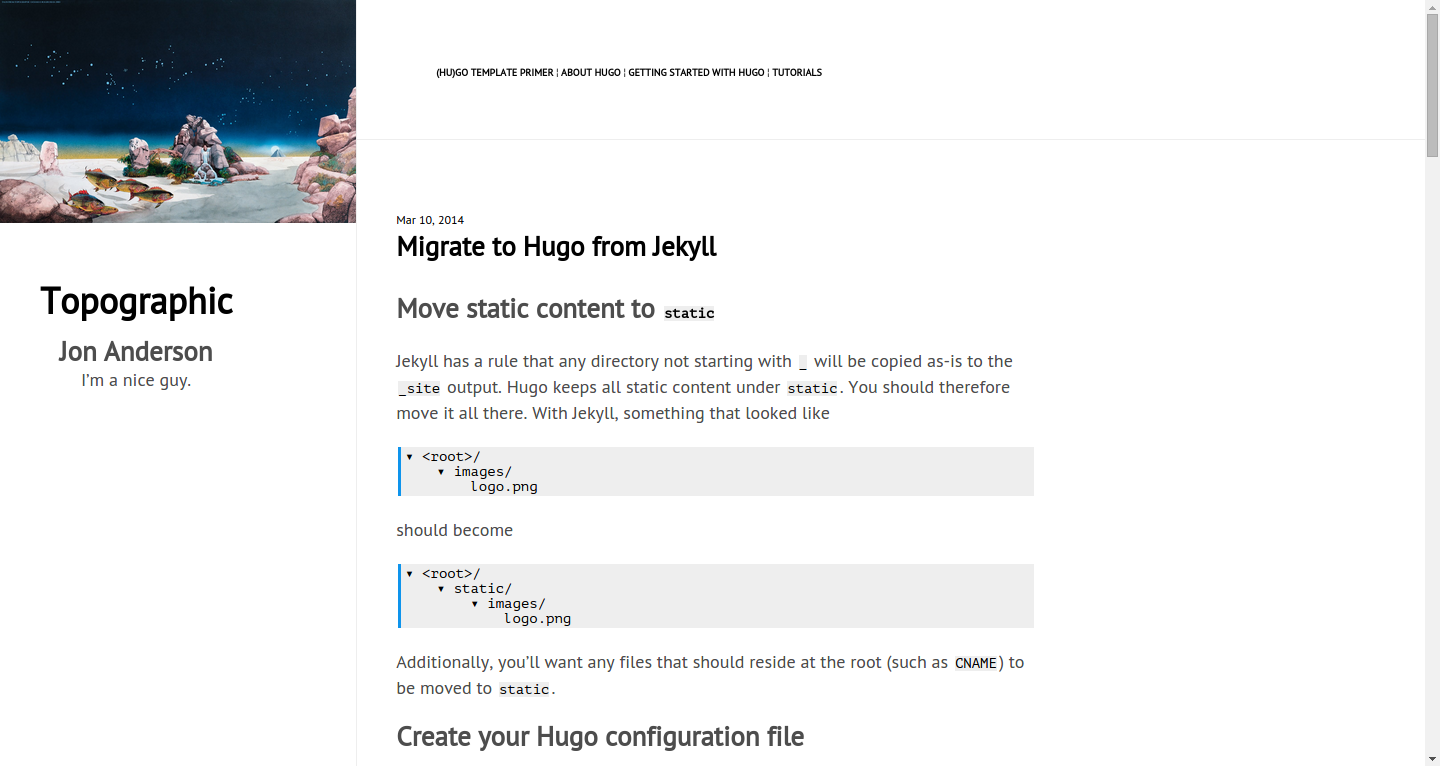 (HU)GO TEMPLATE PRIMER ¦ ABOUT HUGO ¦ GETTING STARTED WITH HUGO ¦ TUTORIALS
Topographic
Jon Anderson
I'm a nice guy.
Mar 10, 2014
Migrate to Hugo from Jekyll
Move static content to static
Jekyll has a rule that any directory not starting with _ will be copied as-is to the
_site output. Hugo keeps all static content under static. You should therefore
move it all there. With Jekyll, something that looked like
▾ <root>/
▾ images/
logo.png
should become
▾ <root>/
▾ static/
▾ images/
logo.png
Additionally, you'll want any files that should reside at the root (such as CNAME) to
be moved to static.
Create your Hugo configuration file